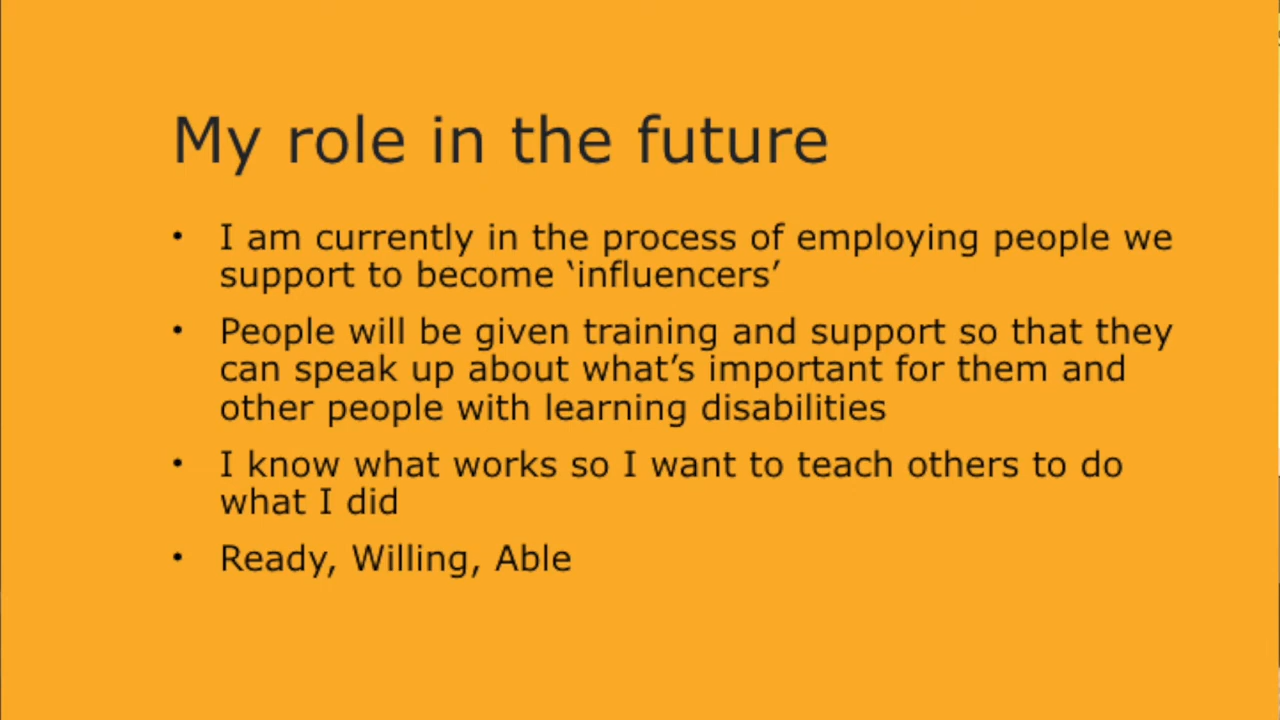 My role in the future
• I am currently in the process of employing people we
support to become ‘influencers’
• People will be given training and support so that they
can speak up about what’s important for them and
other people with learning disabilities
• I know what works so I want to teach others to do
what I did
• Ready, Willing, Able